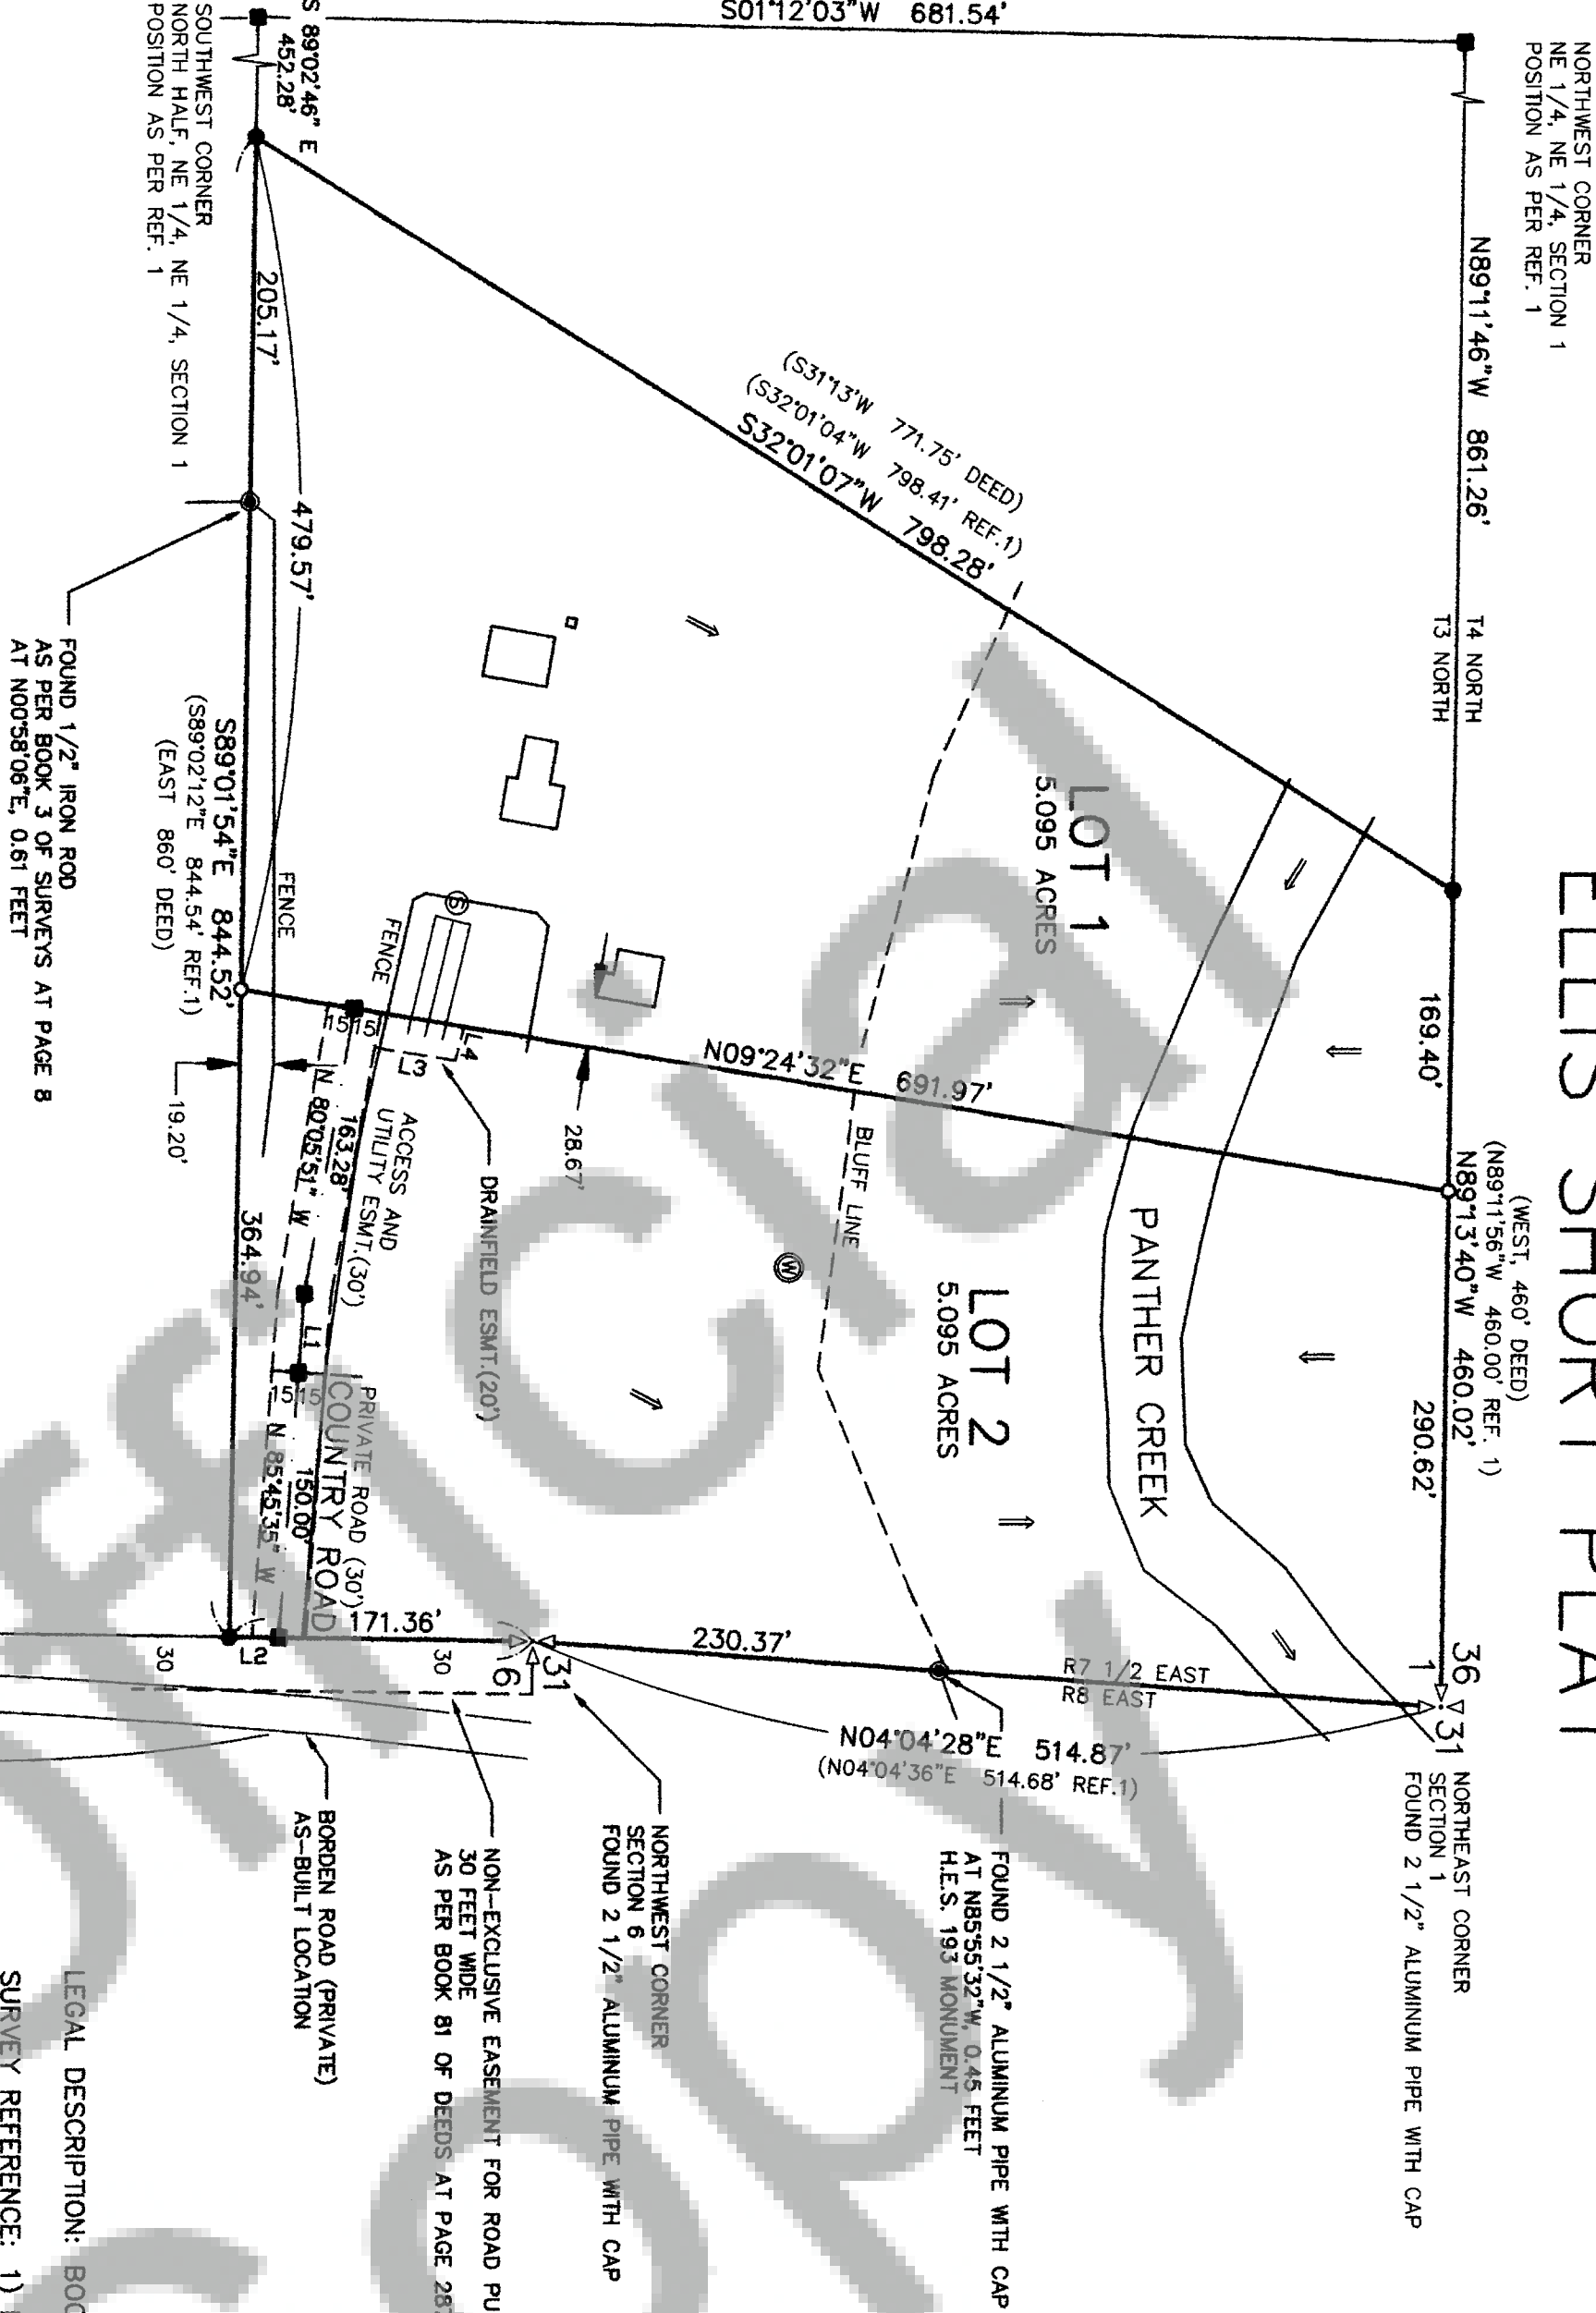 ELLIS SHORT PLAT
NORTHWEST CORNER
NE 1/4, NE 1/4, SECTION 1
POSITION AS PER REF. 1
N89°11'46"W 861.26'
T4 NORTH
T3 NORTH
169.40'
(WEST, 460' DEED)
(N89°11'56"W 460.00' REF. 1)
N89°13'40"W 460.02'
290.62'
36
1
31
NORTHEAST CORNER
SECTION 1
FOUND 2 1/2" ALUMINUM PIPE WITH CAP
S01°12'03"W 681.54'
(S31°13'W 771.75' DEED)
(S32°01'04"W 798.41' REF.1)
S32°01'07"W 798.28'
LOT 1
5.095 ACRES
PANTHER CREEK
LOT 2
5.095 ACRES
R7 1/2 EAST
R8 EAST
N04°04'28"E 514.87'
(N04°04'36"E 514.68' REF.1)
FOUND 2 1/2" ALUMINUM PIPE WITH CAP
AT N85°55'32"W, 0.45 FEET
H.E.S. 193 MONUMENT
N09°24'32"E 691.97'
BLUFF LINE
W
230.37'
28.67'
31
6
NORTHWEST CORNER
SECTION 6
FOUND 2 1/2" ALUMINUM PIPE WITH CAP
S
L4
L3
DRAINFIELD ESMT.(20')
FENCE
ACCESS AND
UTILITY ESMT.(30')
15
15
163.28'
N 80°05'51" W
L1
15
15
PRIVATE ROAD (30')
COUNTRY ROAD
150.00'
N 85°45'35" W
171.36'
30
30
L2
NON-EXCLUSIVE EASEMENT FOR ROAD PU
30 FEET WIDE
AS PER BOOK 81 OF DEEDS AT PAGE 287
BORDEN ROAD (PRIVATE)
AS-BUILT LOCATION
S 89°02'46" E
452.28'
479.57'
205.17'
FENCE
364.94'
19.20'
SOUTHWEST CORNER
NORTH HALF, NE 1/4, NE 1/4, SECTION 1
POSITION AS PER REF. 1
S89°01'54"E 844.52'
(S89°02'12"E 844.54' REF.1)
(EAST 860' DEED)
FOUND 1/2" IRON ROD
AS PER BOOK 3 OF SURVEYS AT PAGE 8
AT N00°58'06"E, 0.61 FEET
LEGAL DESCRIPTION:
SURVEY REFERENCE: 1)
Unofficial
Copy